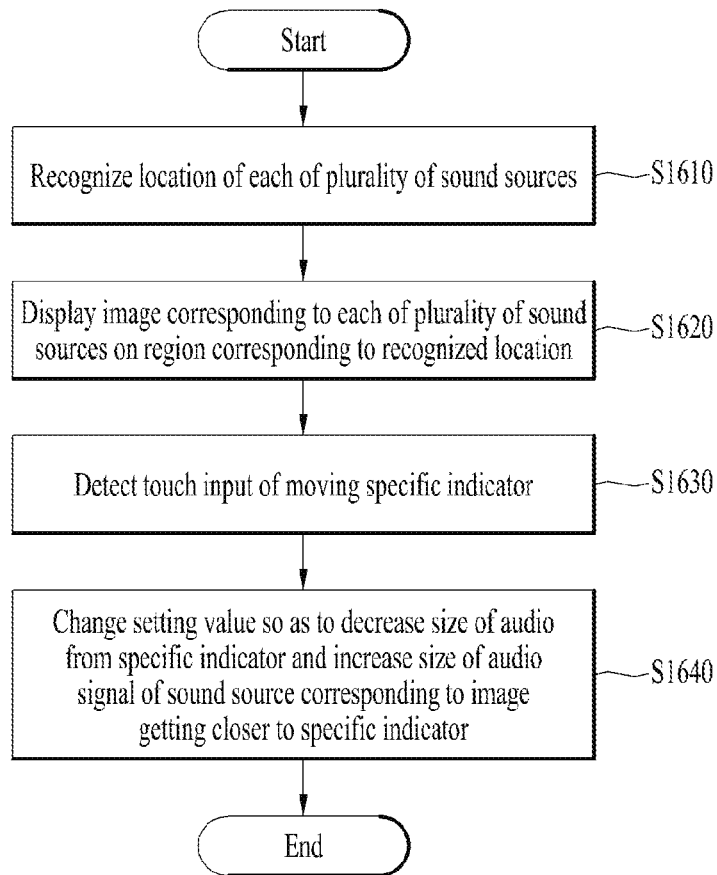 Start
Recognize location of each of plurality of sound sources
S1610
Display image corresponding to each of plurality of sound
sources on region corresponding to recognized location
S1620
Detect touch input of moving specific indicator
S1630
Change setting value so as to decrease size of audio
from specific indicator and increase size of audio
signal of sound source corresponding to image
getting closer to specific indicator
S1640
End